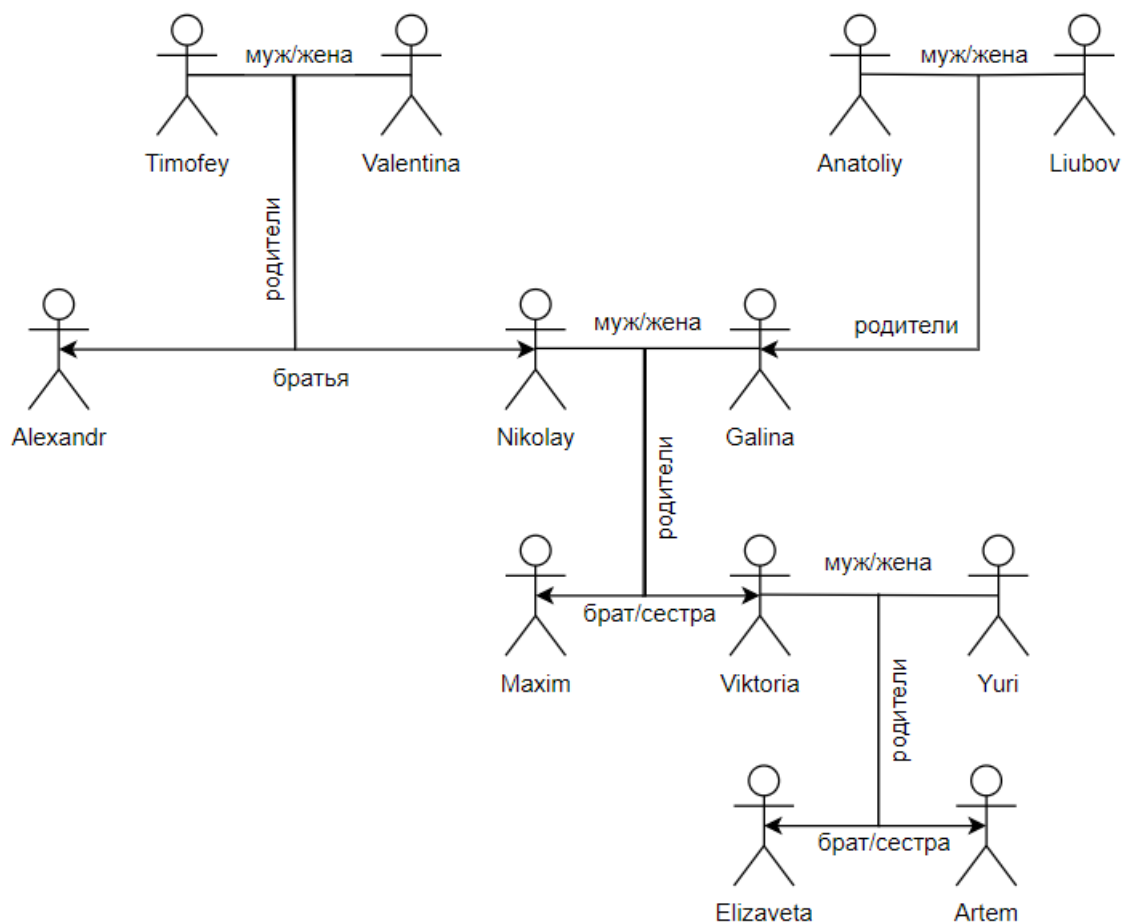 муж/жена
муж/жена
Timofey
Valentina
Anatoliy
Liubov
родители
муж/жена
родители
братья
Alexandr
Nikolay
Galina
родители
муж/жена
брат/сестра
Maxim
Viktoria
Yuri
родители
брат/сестра
Elizaveta
Artem